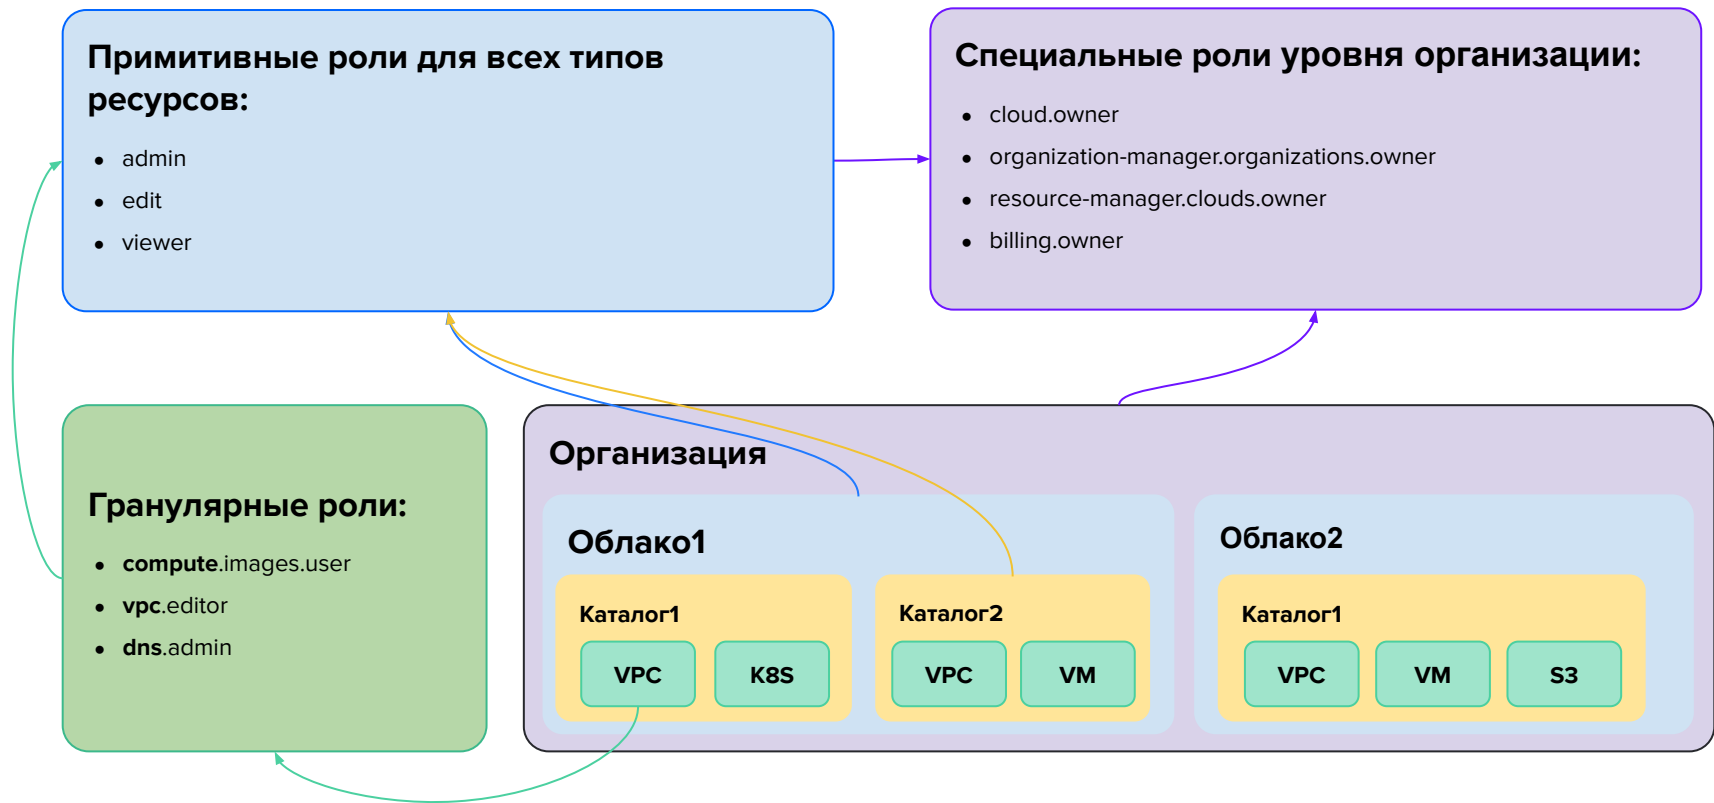 Примитивные роли для всех типов
ресурсов:
● admin
● edit
● viewer
Специальные роли уровня организации:
● cloud.owner
● organization-manager.organizations.owner
● resource-manager.clouds.owner
● billing.owner
Гранулярные роли:
● compute.images.user
● vpc.editor
● dns.admin
Организация
Облако1
Каталог1
VPC
K8S
Каталог2
VPC
VM
Облако2
Каталог1
VPC
VM
S3